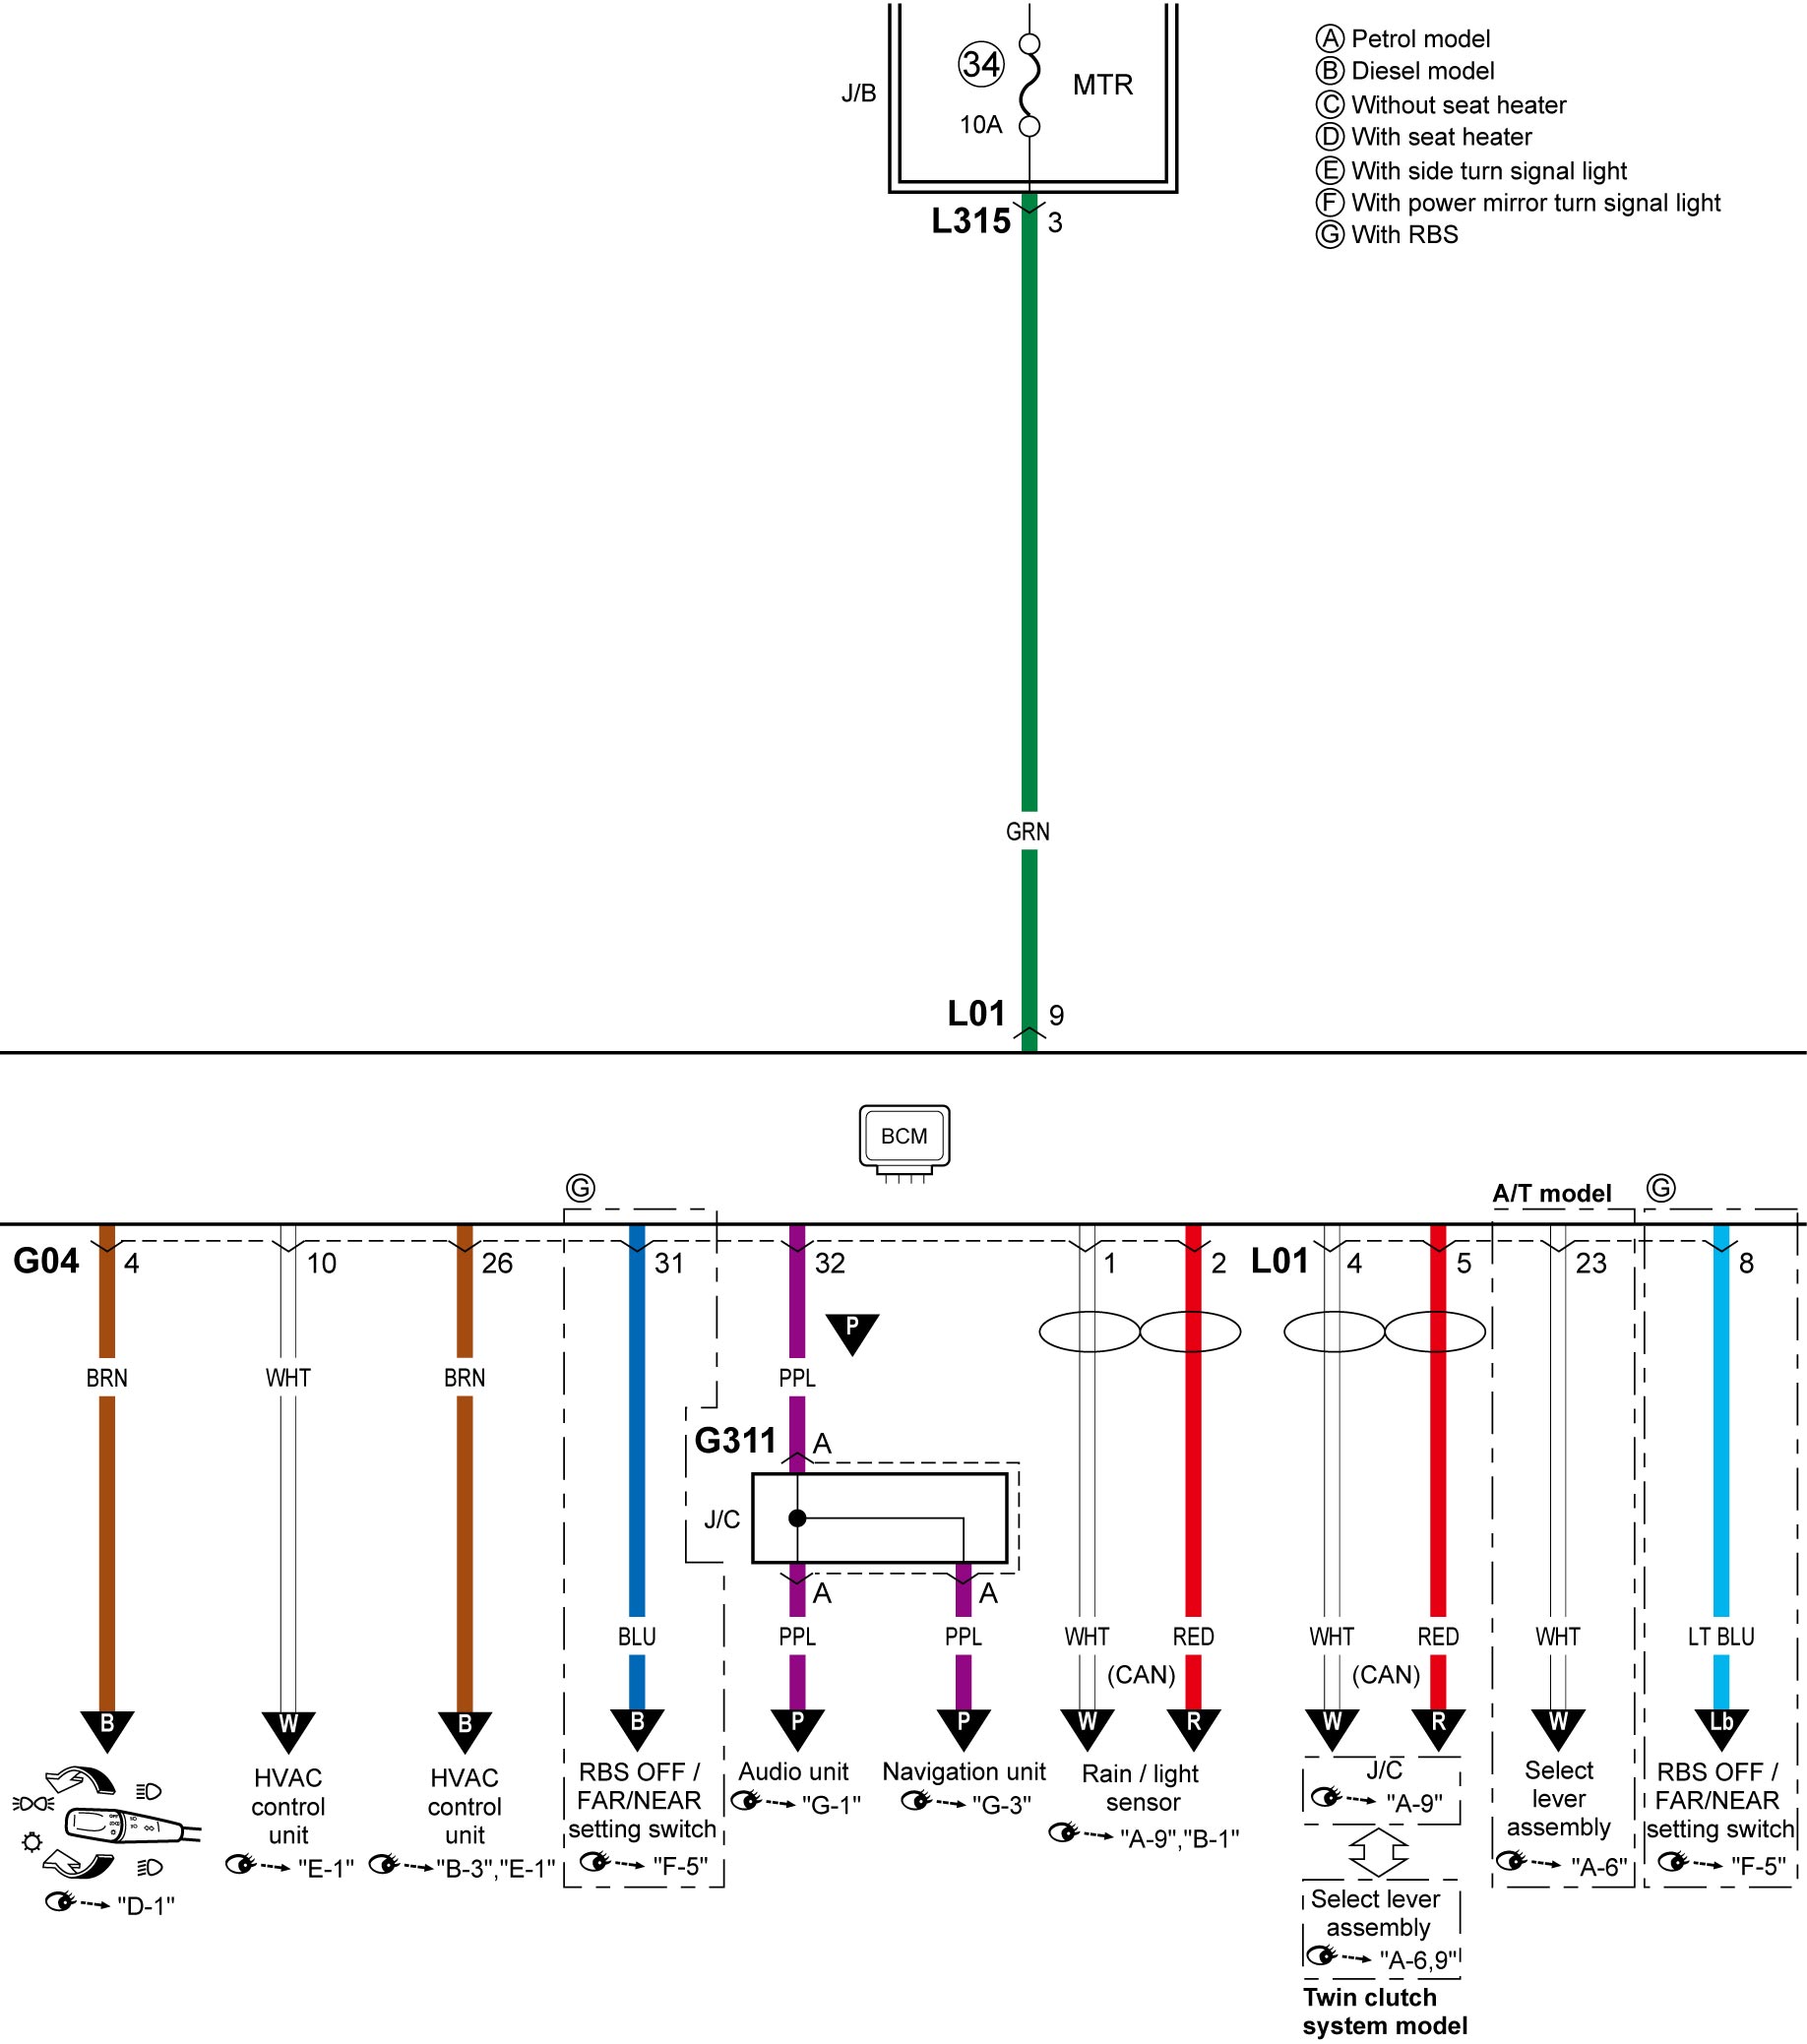 Ⓐ Petrol model
Ⓑ Diesel model
Ⓒ Without seat heater
Ⓓ With seat heater
Ⓔ With side turn signal light
Ⓕ With power mirror turn signal light
Ⓖ With RBS
J/B
34
10A
MTR
L315 3
GRN
L01 9
BCM
G
A/T model
G
G04 4 10 26 31 32 1 2 L01 4 5 23 8
P
BRN WHT BRN PPL
G311 A
J/C
A A
BLU PPL PPL WHT RED WHT RED WHT LT BLU
(CAN) (CAN)
B W B B P P W R W R W Lb
"D-1"
HVAC
control
unit
"E-1"
HVAC
control
unit
"B-3","E-1"
RBS OFF /
FAR/NEAR
setting switch
"F-5"
Audio unit
"G-1"
Navigation unit
"G-3"
Rain / light
sensor
"A-9","B-1"
J/C
"A-9"
Select lever
assembly
"A-6,9"
Twin clutch
system model
Select
lever
assembly
"A-6"
RBS OFF /
FAR/NEAR
setting switch
"F-5"